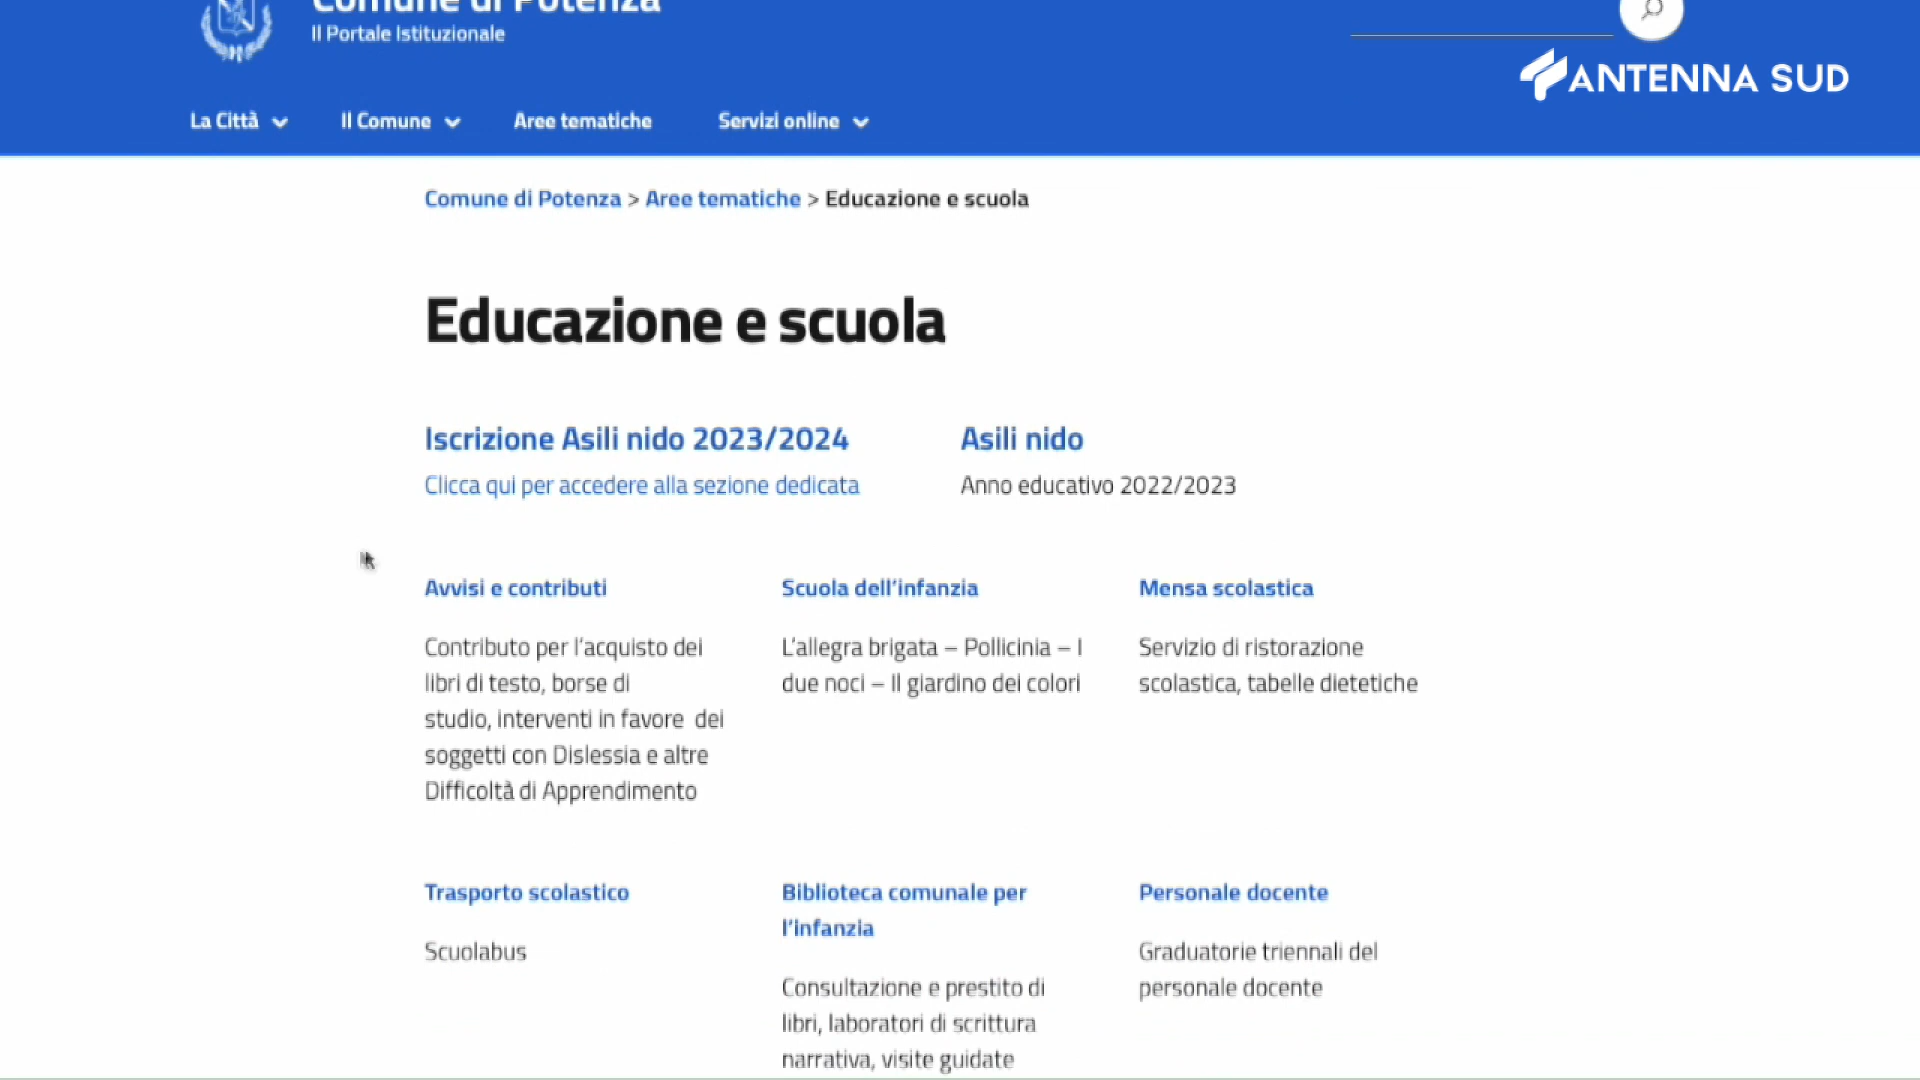 Comune di Potenza
Il Portale Istituzionale
ANTENNA SUD
La Città
Il Comune
Aree tematiche
Servizi online
Comune di Potenza > Aree tematiche > Educazione e scuola
Educazione e scuola
Iscrizione Asili nido 2023/2024
Clicca qui per accedere alla sezione dedicata
Asili nido
Anno educativo 2022/2023
Avvisi e contributi
Contributo per l'acquisto dei
libri di testo, borse di
studio, interventi in favore dei
soggetti con Dislessia e altre
Difficoltà di Apprendimento
Scuola dell'infanzia
L'allegra brigata – Pollicinia – I
due noci – Il giardino dei colori
Mensa scolastica
Servizio di ristorazione
scolastica, tabelle dietetiche
Trasporto scolastico
Scuolabus
Biblioteca comunale per
l'infanzia
Consultazione e prestito di
libri, laboratori di scrittura
narrativa, visite guidate
Personale docente
Graduatorie triennali del
personale docente